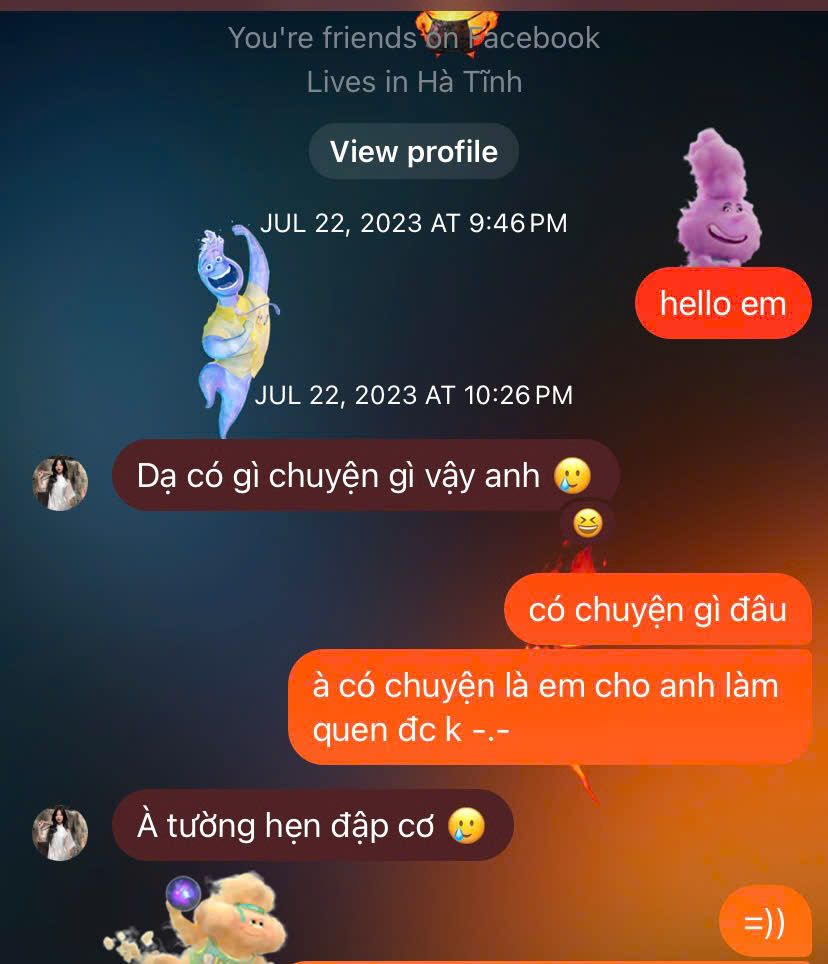 You're friends on Facebook
Lives in Hà Tĩnh
View profile
JUL 22, 2023 AT 9:46 PM
hello em
JUL 22, 2023 AT 10:26 PM
Dạ có gì chuyện gì vậy anh 🥲
😆
có chuyện gì đâu
à có chuyện là em cho anh làm
quen đc k -.-
À tường hẹn đập cơ 🥲
=))